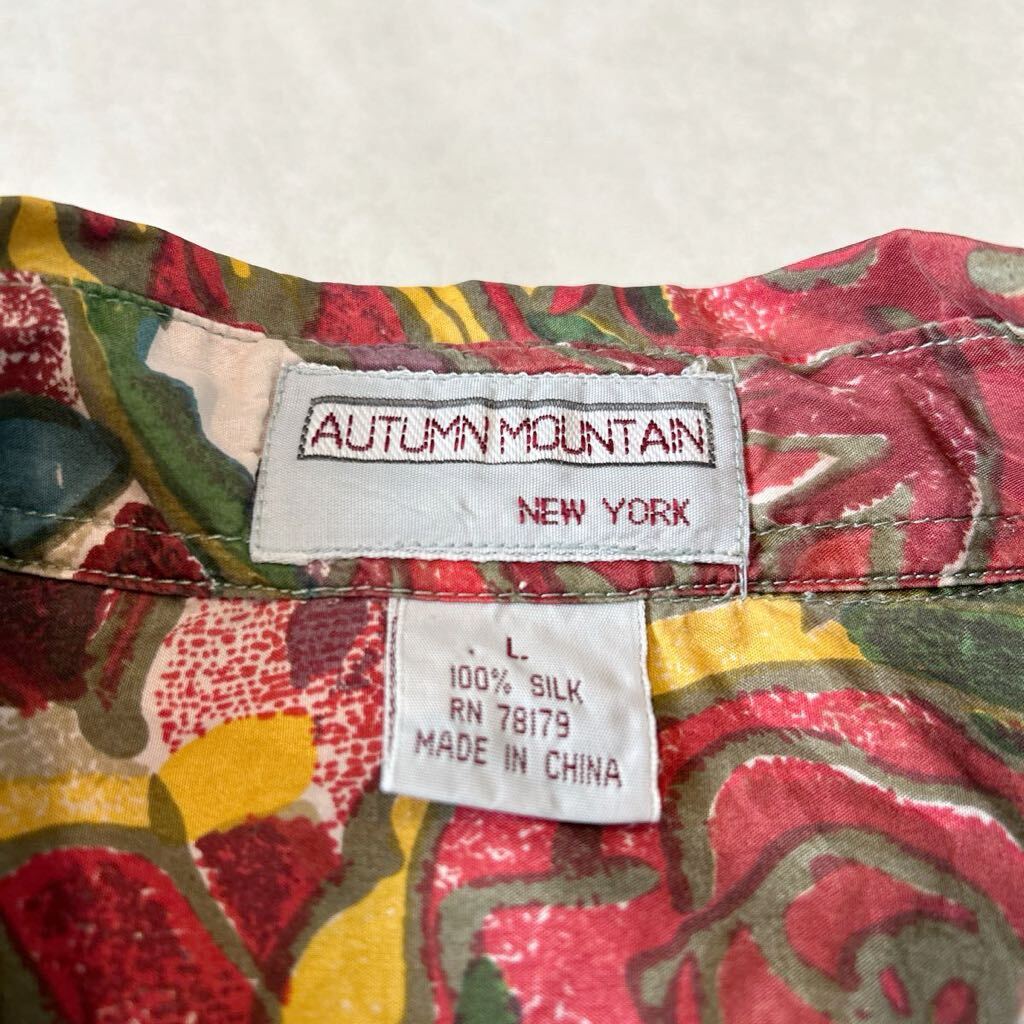 AUTUMN MOUNTAIN
NEW YORK
L.
100% SILK
RN 78179
MADE IN CHINA